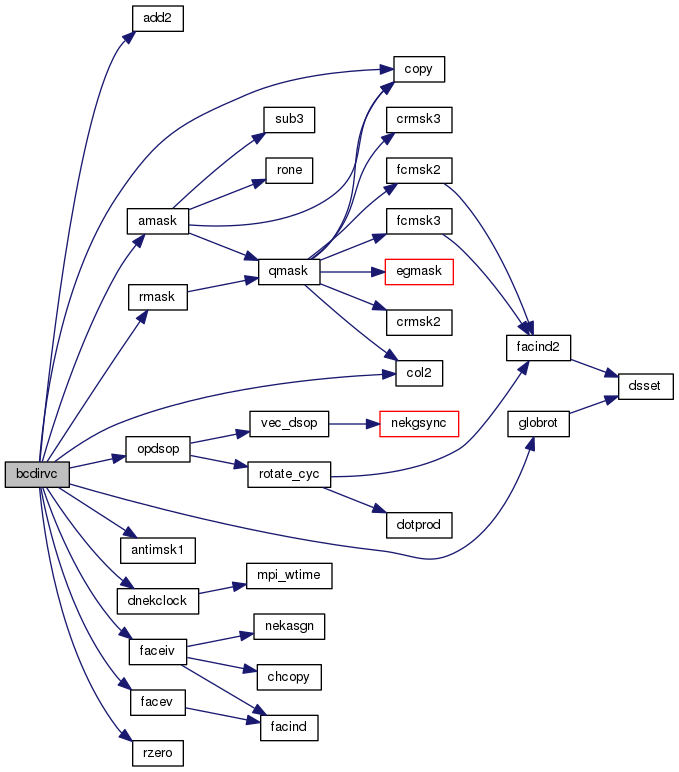 add2
copy
sub3
crmsk3
rone
fcmsk2
amask
fcmsk3
qmask
egmask
rmask
crmsk2
facind2
col2
dsset
vec_dsop
nekgsync
globrot
opdsop
bcdirvc
rotate_cyc
dotprod
antimsk1
mpi_wtime
dnekclock
nekasgn
faceiv
chcopy
facev
facind
rzero